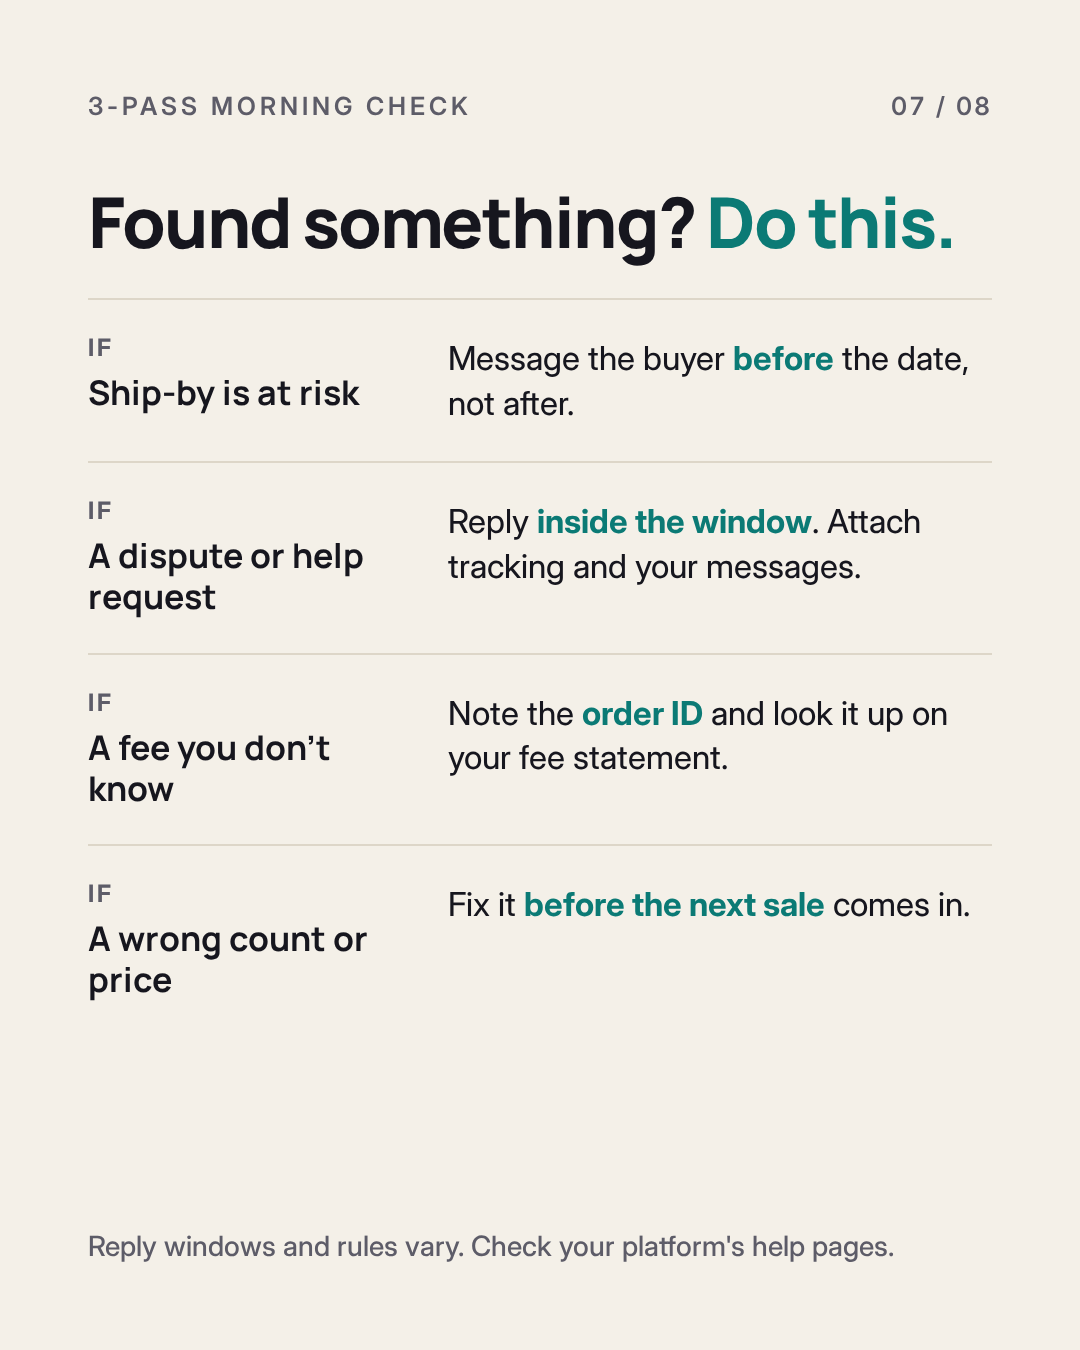 3-PASS MORNING CHECK
07 / 08
Found something? Do this.
IF
Ship-by is at risk
Message the buyer before the date,
not after.
IF
A dispute or help
request
Reply inside the window. Attach
tracking and your messages.
IF
A fee you don’t
know
Note the order ID and look it up on
your fee statement.
IF
A wrong count or
price
Fix it before the next sale comes in.
Reply windows and rules vary. Check your platform's help pages.